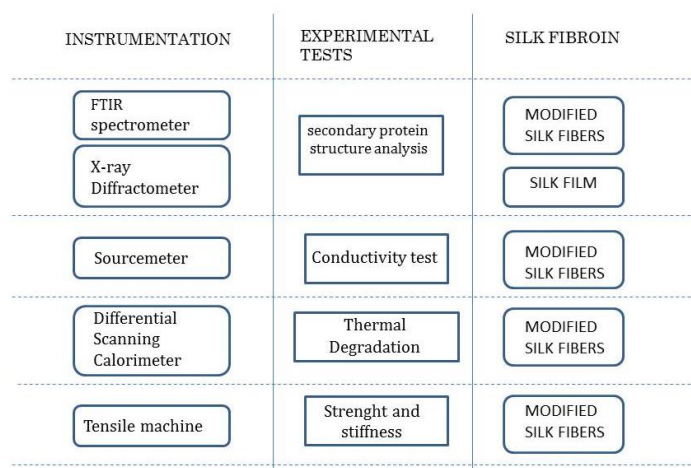 INSTRUMENTATION
EXPERIMENTAL
TESTS
SILK FIBROIN
FTIR
spectrometer
X-ray
Diffractometer
secondary protein
structure analysis
MODIFIED
SILK FIBERS
SILK FILM
Sourcemeter
Conductivity test
MODIFIED
SILK FIBERS
Differential
Scanning
Calorimeter
Thermal
Degradation
MODIFIED
SILK FIBERS
Tensile machine
Strenght and
stiffness
MODIFIED
SILK FIBERS